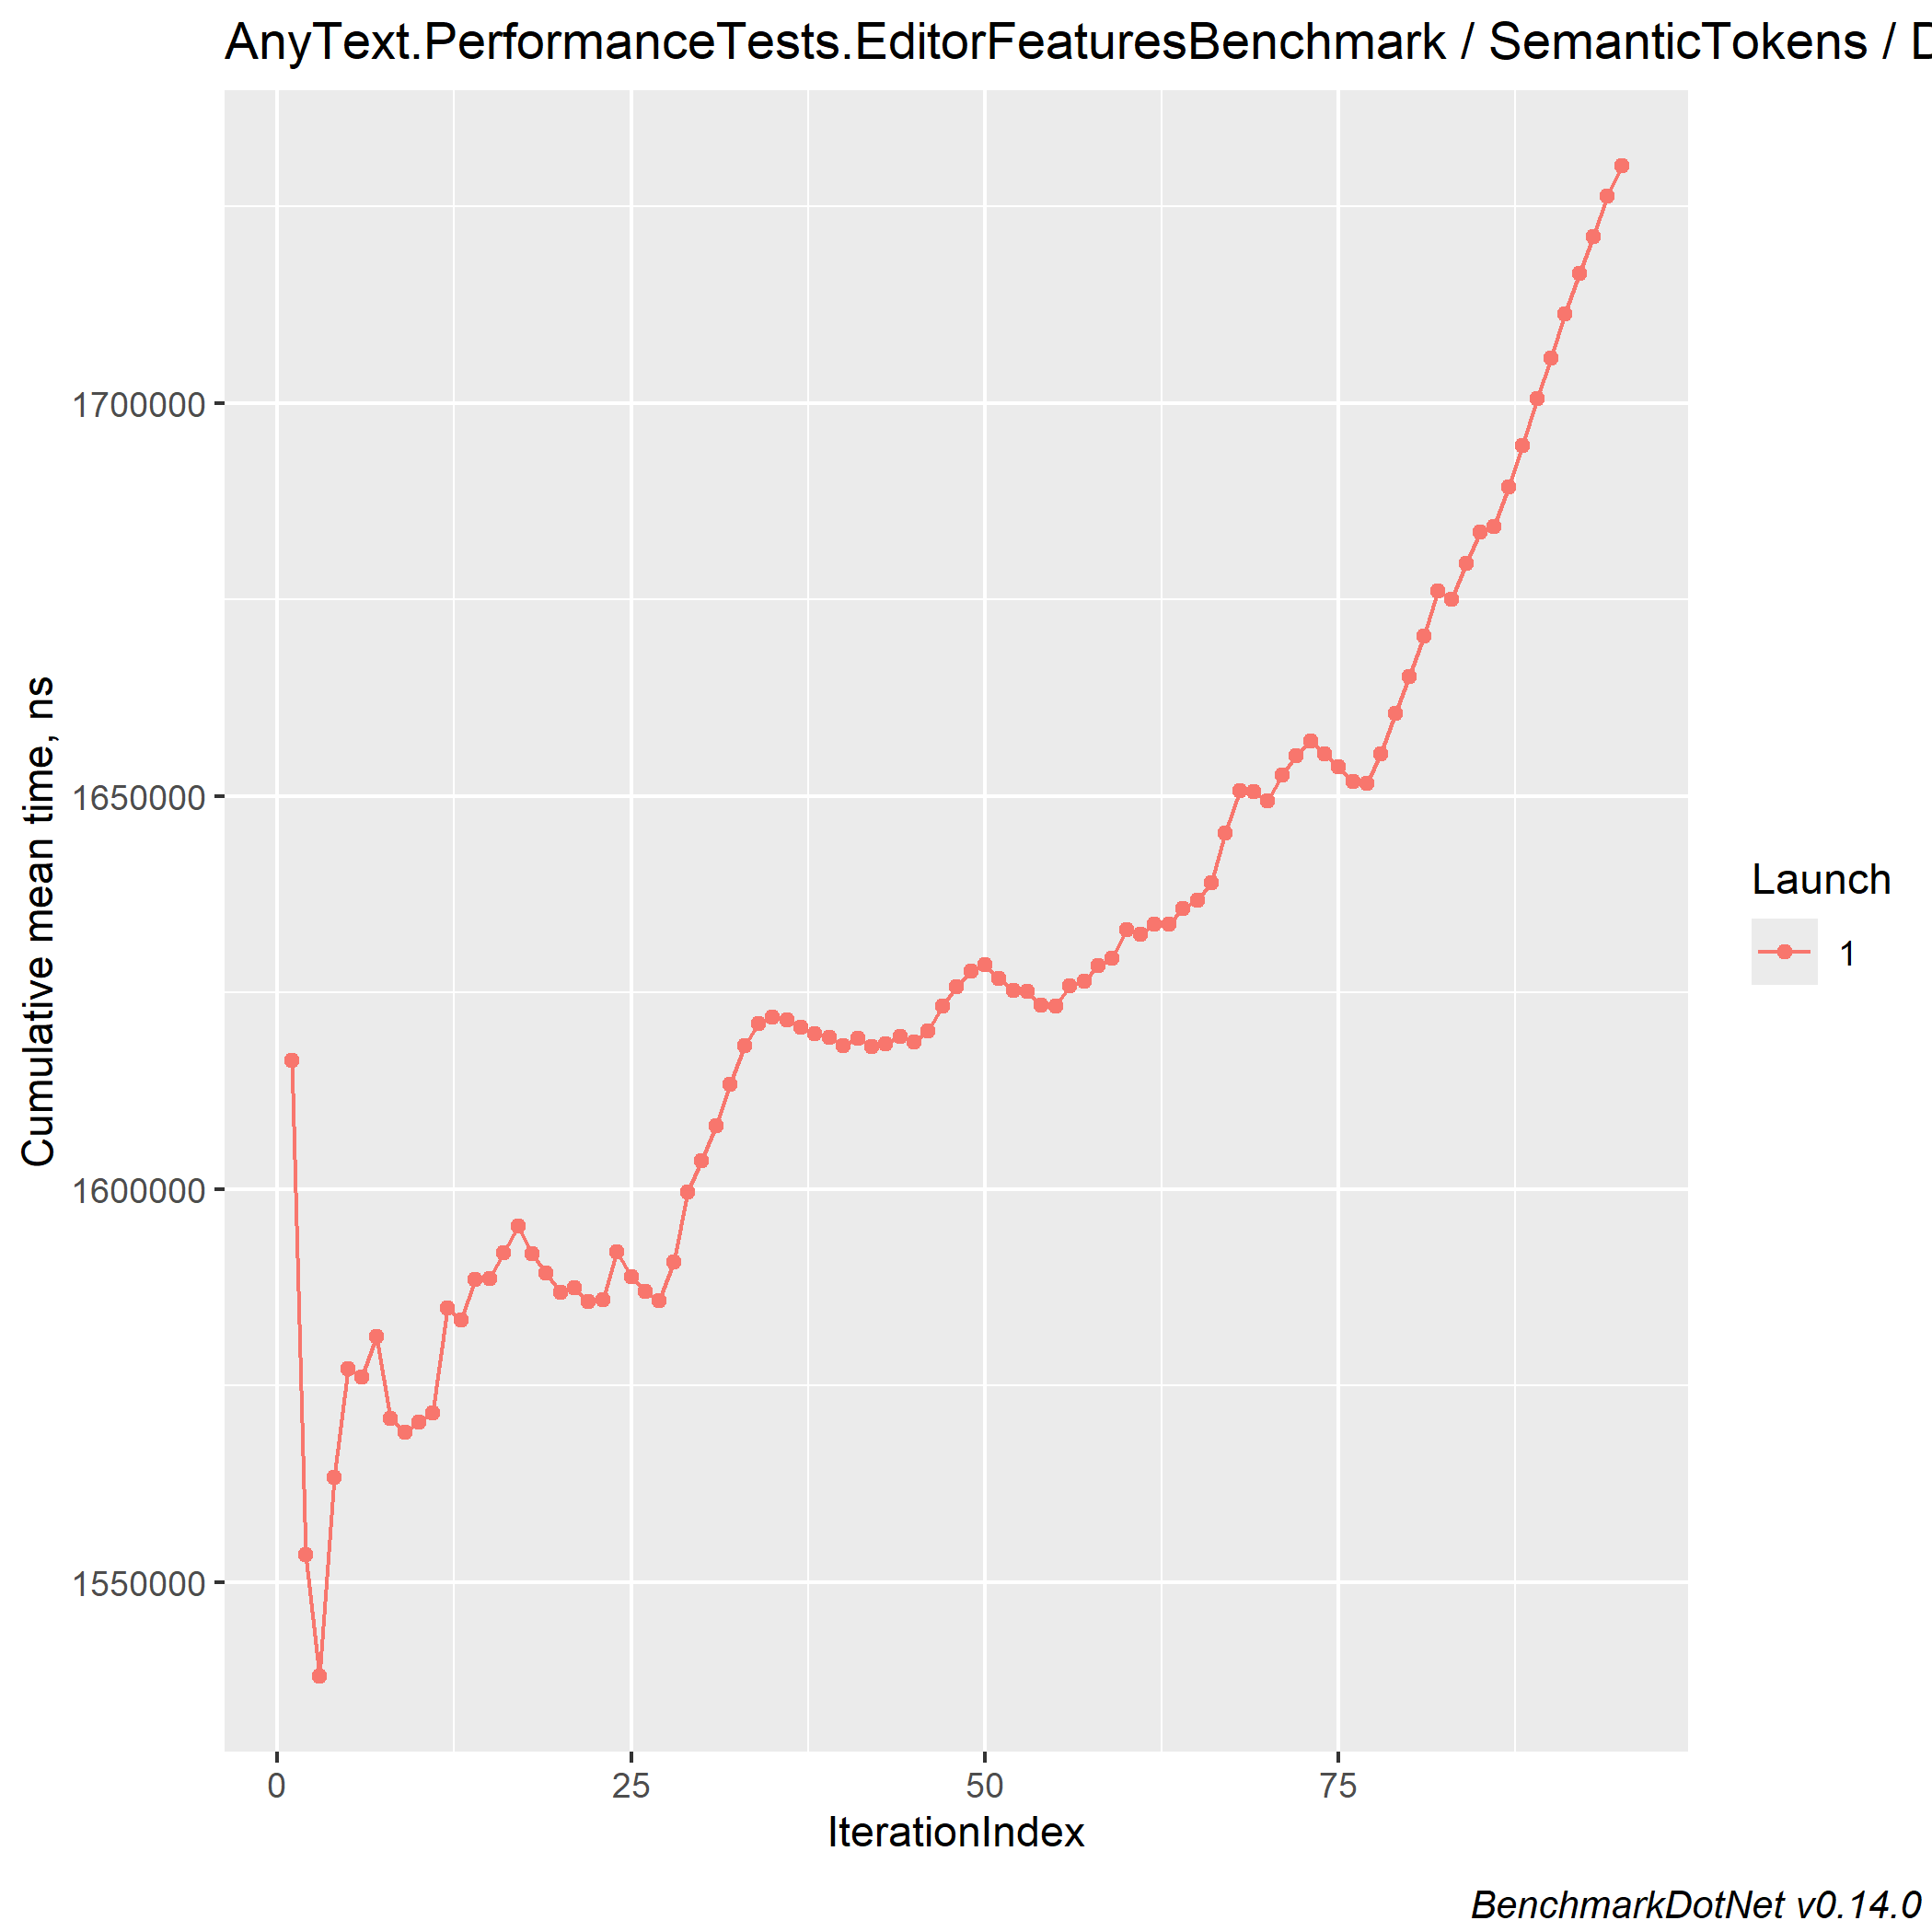 AnyText.PerformanceTests.EditorFeaturesBenchmark / SemanticTokens / D
1700000
1650000
1600000
1550000
Cumulative mean time, ns
0 25 50 75
IterationIndex
Launch
1
BenchmarkDotNet v0.14.0